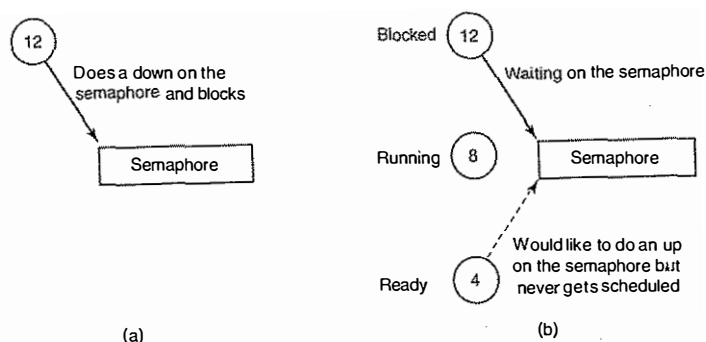 12
Does a down on the
semaphore and blocks
Semaphore
(a)
Blocked
12
Waiting on the semaphore
Running
8
Semaphore
Would like to do an up
on the semaphore but
never gets scheduled
Ready
4
(b)